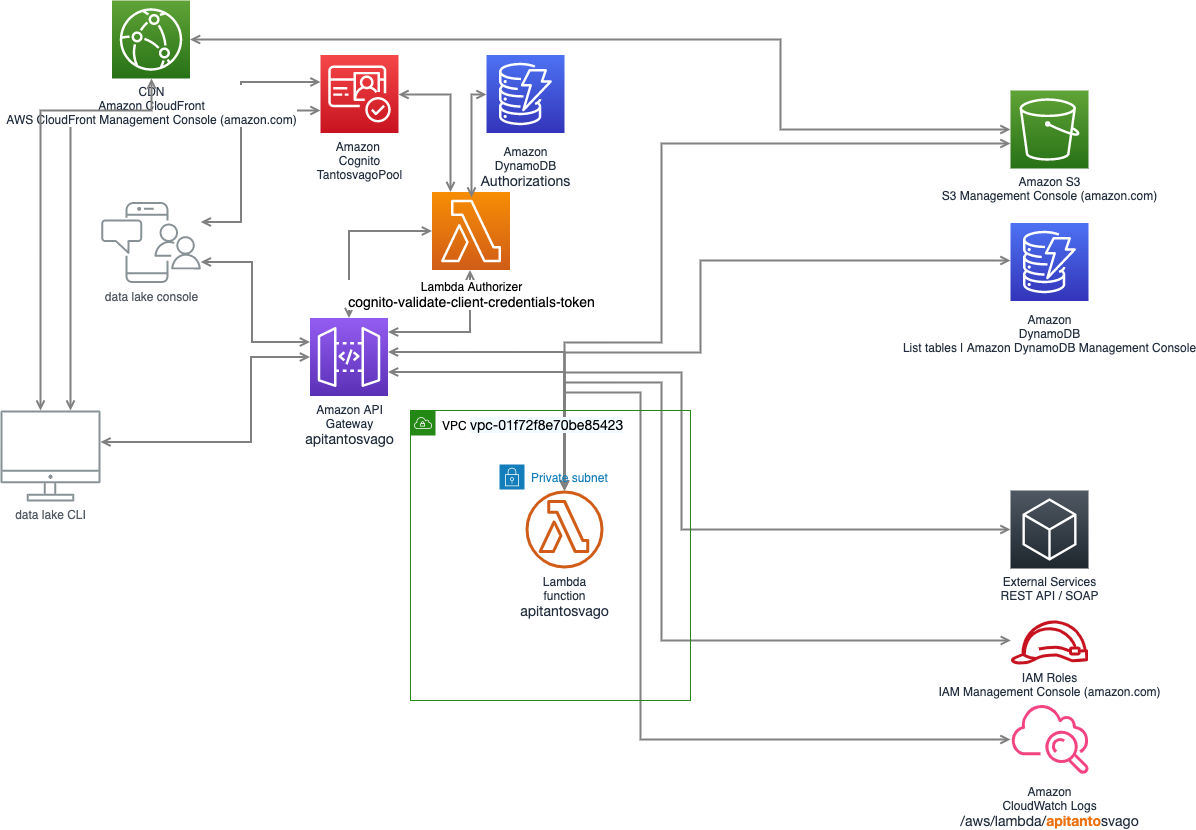 CDN
Amazon CloudFront
AWS CloudFront Management Console (amazon.com)
Amazon
Cognito
TantosvagoPool
Amazon
DynamoDB
Authorizations
Amazon S3
S3 Management Console (amazon.com)
data lake console
Lambda Authorizer
cognito-validate-client-credentials-token
Amazon
DynamoDB
List tables | Amazon DynamoDB Management Console
</>
Amazon API
Gateway
apitantosvago
VPC vpc-01f72f8e70be85423
Private subnet
data lake CLI
Lambda
function
apitantosvago
External Services
REST API / SOAP
IAM Roles
IAM Management Console (amazon.com)
Amazon
CloudWatch Logs
/aws/lambda/apitantosvago